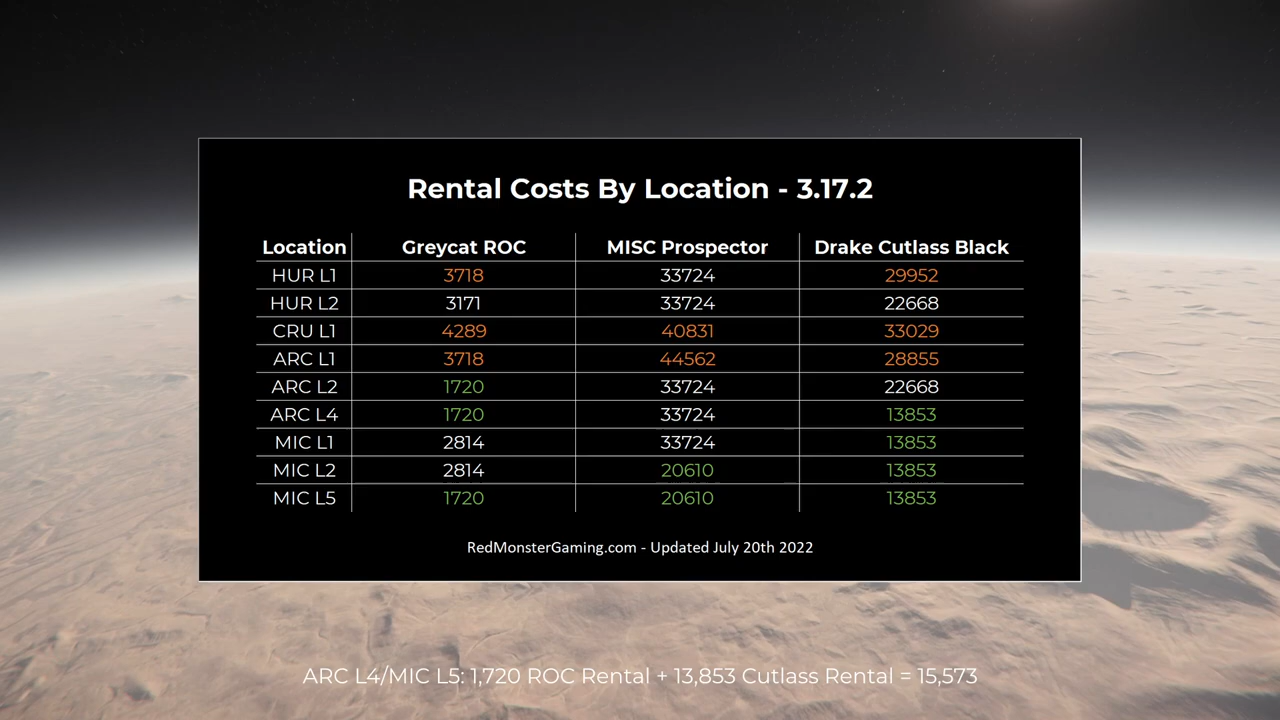 Rental Costs By Location - 3.17.2
Location Greycat ROC MISC Prospector Drake Cutlass Black
HUR L1 3718 33724 29952
HUR L2 3171 33724 22668
CRU L1 4289 40831 33029
ARC L1 3718 44562 28855
ARC L2 1720 33724 22668
ARC L4 1720 33724 13853
MIC L1 2814 33724 13853
MIC L2 2814 20610 13853
MIC L5 1720 20610 13853
RedMonsterGaming.com - Updated July 20th 2022
ARC L4/MIC L5: 1,720 ROC Rental + 13,853 Cutlass Rental = 15,573